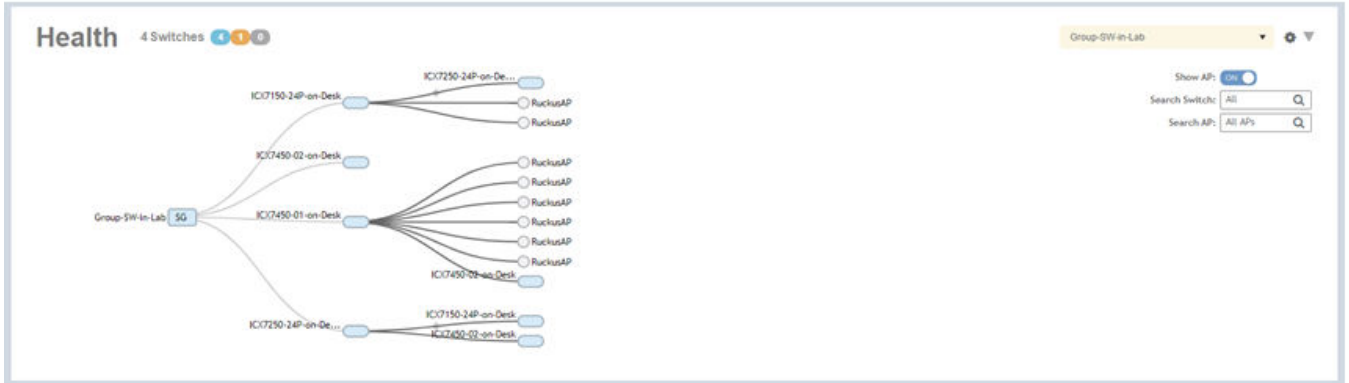 Health 4 Switches 4 1 0
Group-SW-in-Lab
Show AP: ON
Search Switch: All
Search AP: All APs
ICX7250-24P-on-De...
ICX7150-24P-on-Desk
RuckusAP
RuckusAP
ICX7450-02-on-Desk
RuckusAP
RuckusAP
RuckusAP
Group-SW-in-Lab SG
ICX7450-01-on-Desk
RuckusAP
RuckusAP
RuckusAP
ICX7450-02-on-Desk
ICX7150-24P-on-Desk
ICX7250-24P-on-De...
ICX7450-02-on-Desk